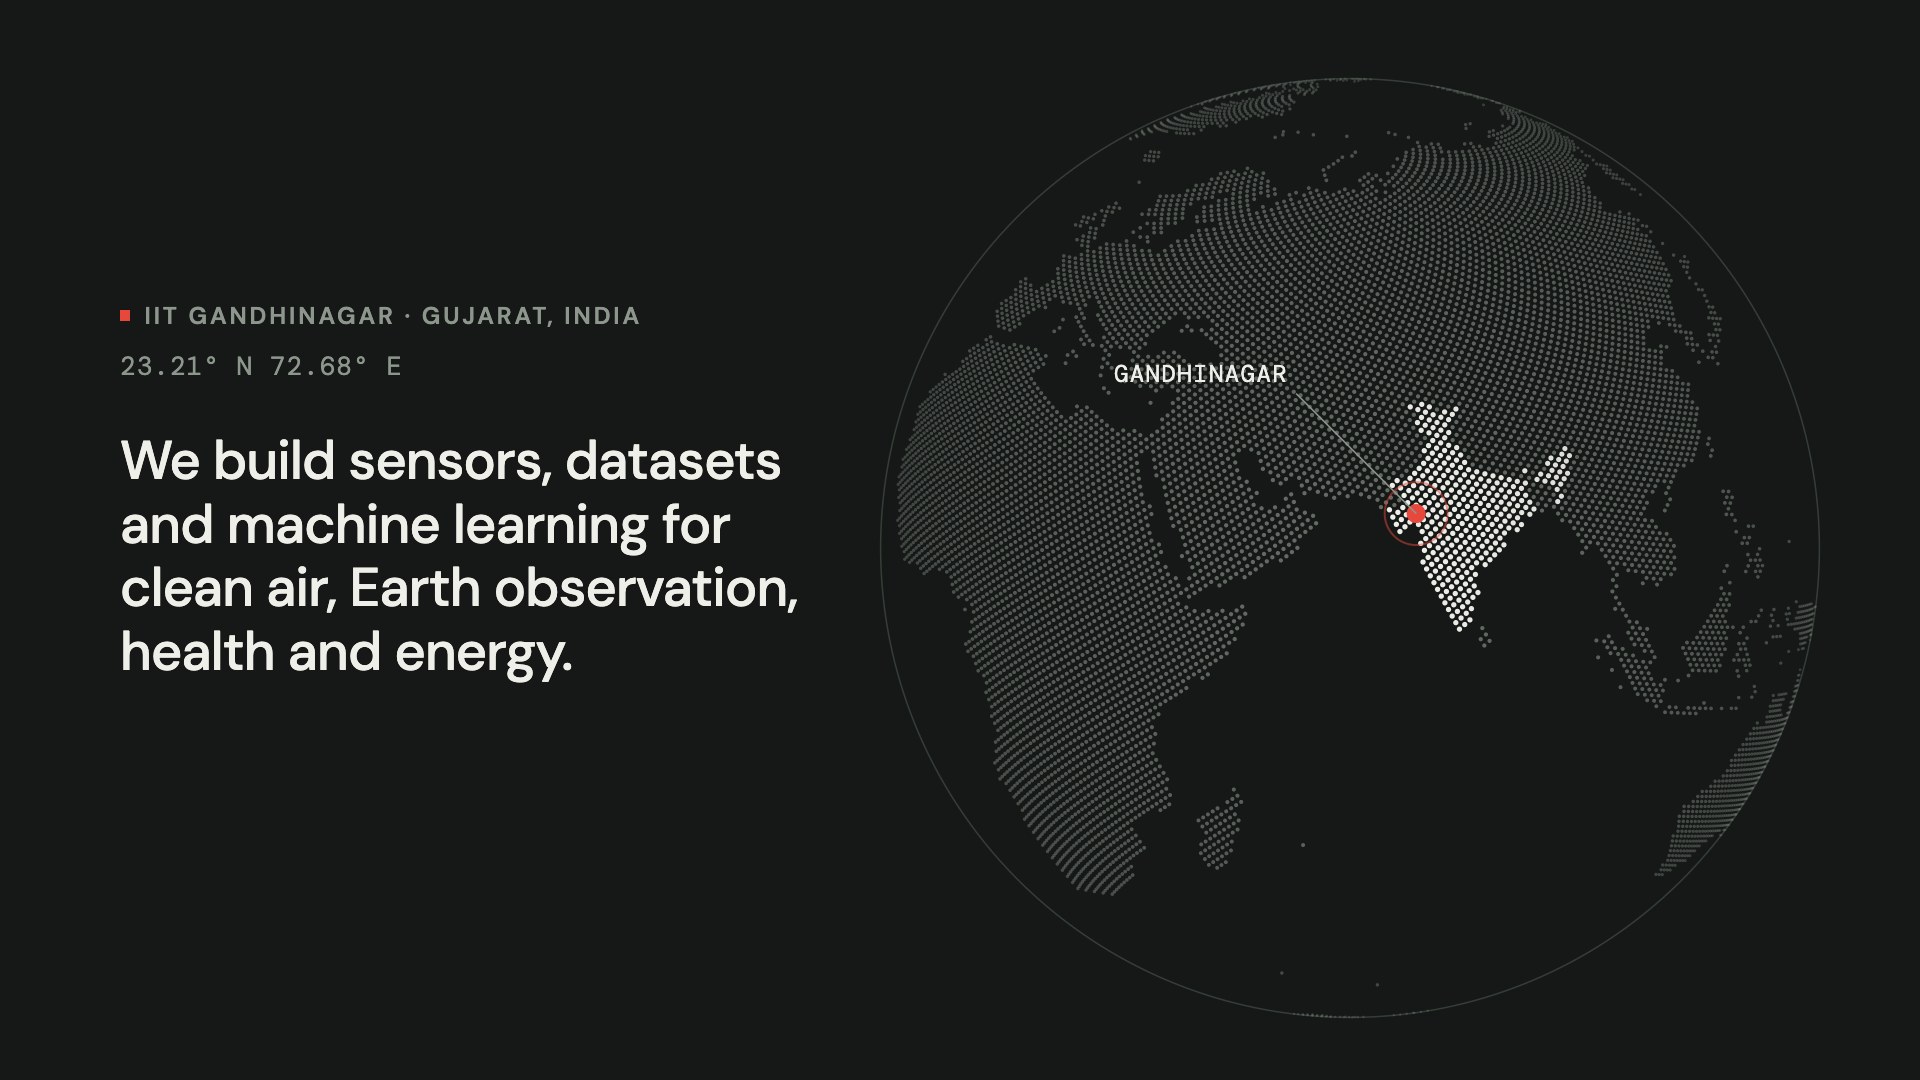 IIT GANDHINAGAR · GUJARAT, INDIA
23.21° N 72.68° E
We build sensors, datasets
and machine learning for
clean air, Earth observation,
health and energy.
GANDHINAGAR